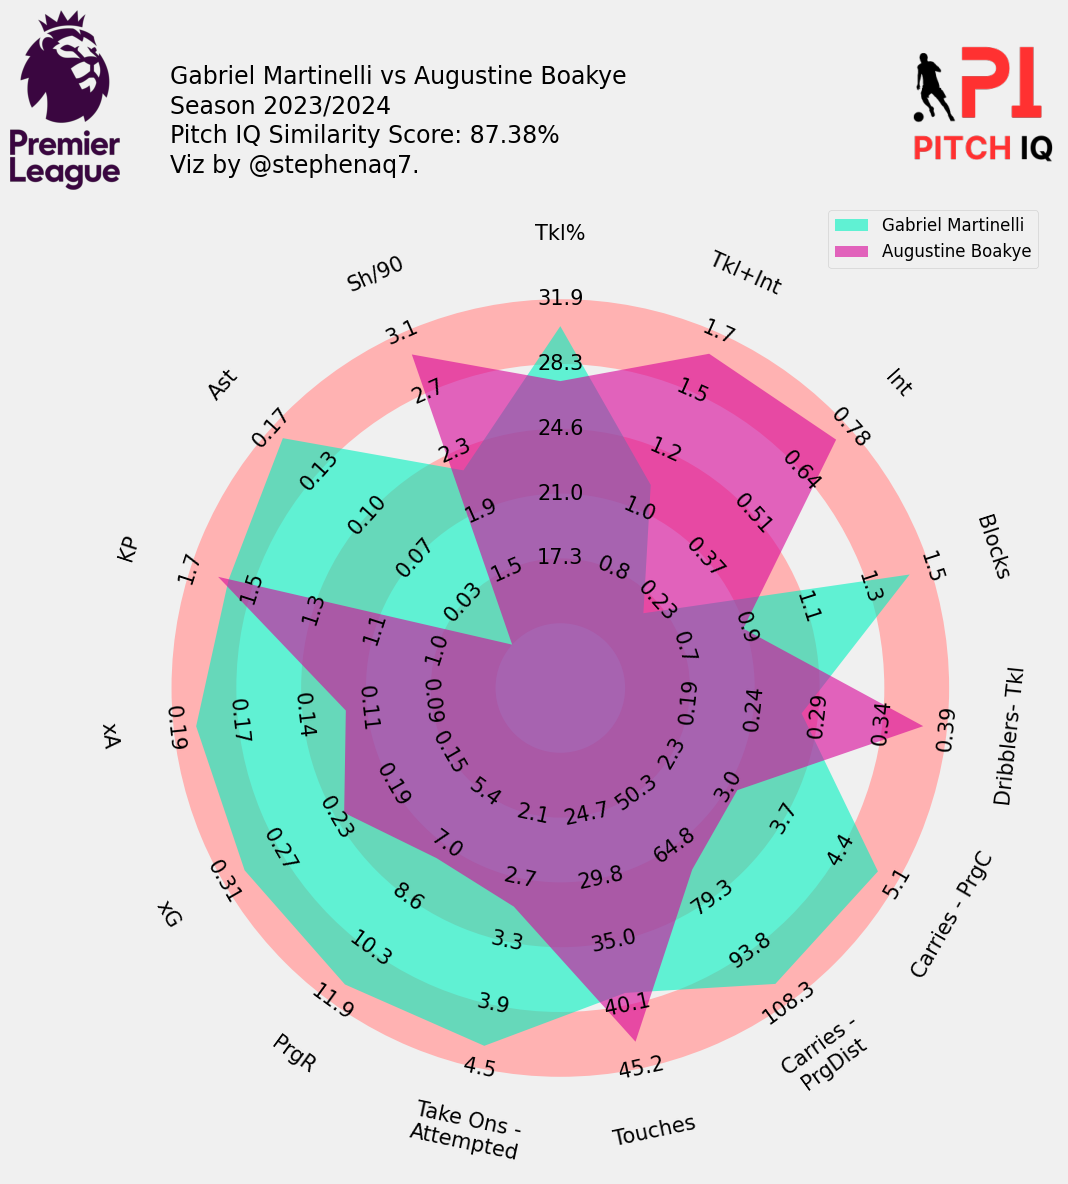 Premier
League
Gabriel Martinelli vs Augustine Boakye
Season 2023/2024
Pitch IQ Similarity Score: 87.38%
Viz by @stephenaq7.
PI
PITCH IQ
Gabriel Martinelli
Augustine Boakye
Tkl%
31.9
28.3
24.6
21.0
17.3
Tkl+Int
1.7
1.5
1.2
1.0
0.8
Int
0.78
0.64
0.51
0.37
0.23
Blocks
1.5
1.3
1.1
0.9
0.7
Dribblers- Tkl
0.39
0.34
0.29
0.24
0.19
Carries - PrgC
5.1
4.4
3.7
3.0
2.3
Carries -
PrgDist
108.3
93.8
79.3
64.8
50.3
Touches
45.2
40.1
35.0
29.8
24.7
Take Ons -
Attempted
4.5
3.9
3.3
2.7
2.1
PrgR
11.9
10.3
8.6
7.0
5.4
xG
0.31
0.27
0.23
0.19
0.15
xA
0.19
0.17
0.14
0.11
0.09
KP
1.7
1.5
1.3
1.1
1.0
Ast
0.17
0.13
0.10
0.07
0.03
Sh/90
3.1
2.7
2.3
1.9
1.5